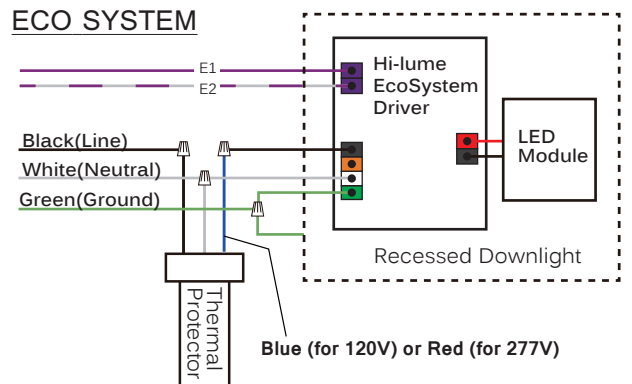 ECO SYSTEM
E1
E2
Hi-lume
EcoSystem
Driver
LED
Module
Black(Line)
White(Neutral)
Green(Ground)
Recessed Downlight
Thermal
Protector
Blue (for 120V) or Red (for 277V)